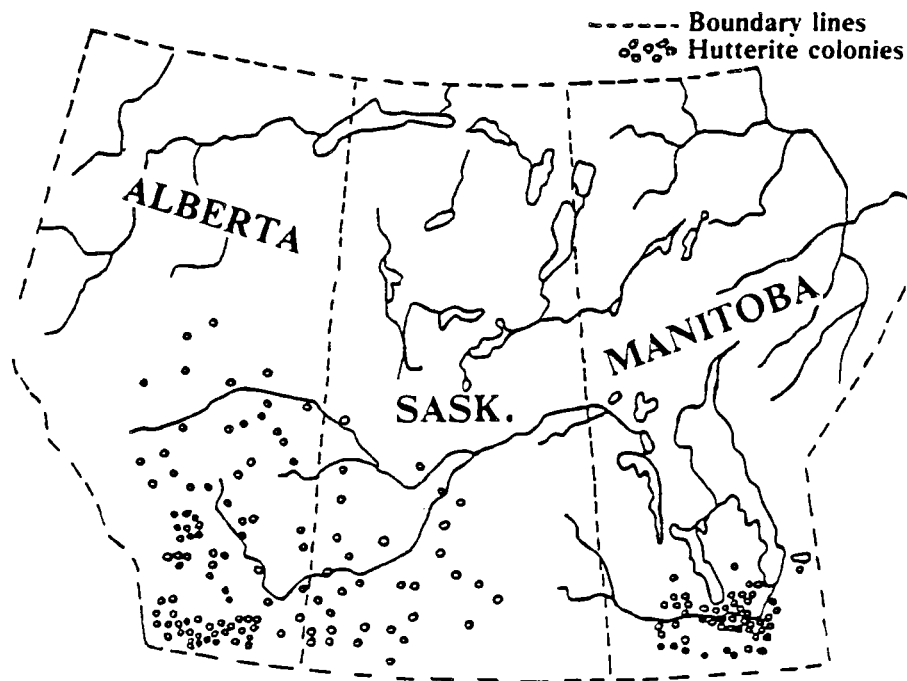 Boundary lines
Hutterite colonies
ALBERTA
SASK.
MANITOBA